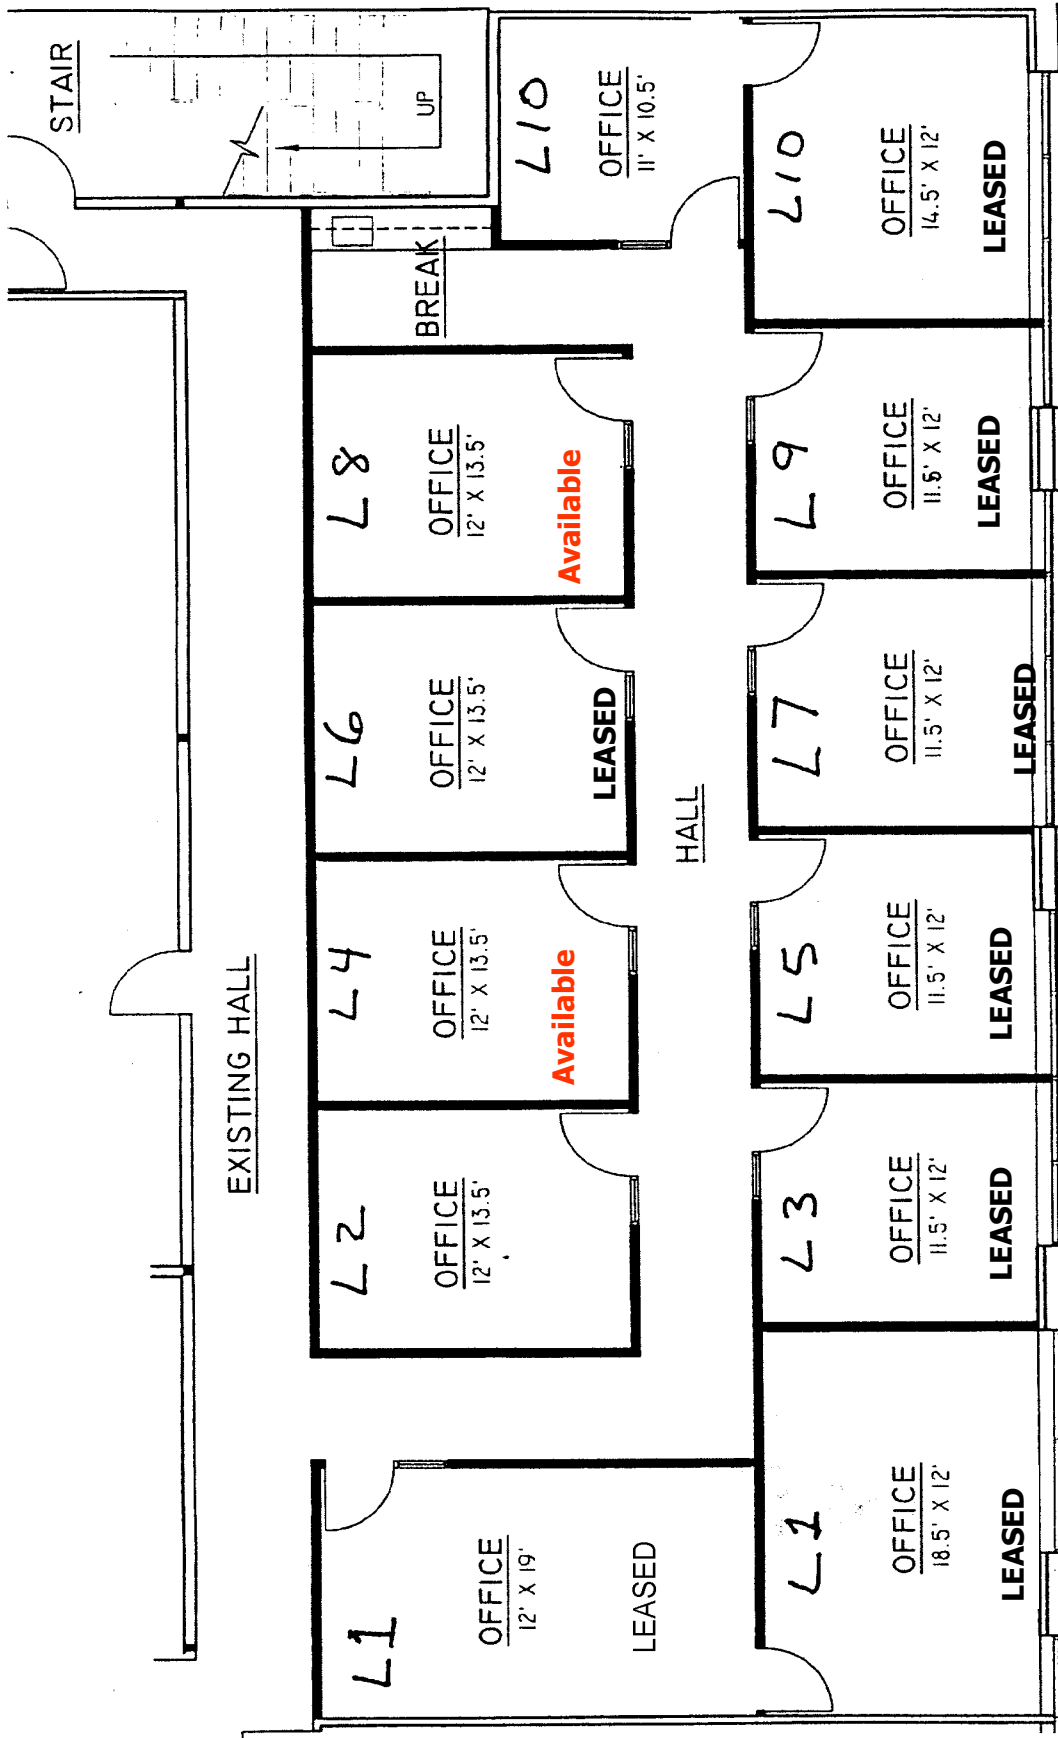 STAIR
UP
EXISTING HALL
L1
OFFICE
12' X 19'
LEASED
L2
OFFICE
12' X 13.5'
L4
OFFICE
12' X 13.5'
Available
L6
OFFICE
12' X 13.5'
LEASED
L8
OFFICE
12' X 13.5'
Available
BREAK
L10
OFFICE
11' X 10.5'
HALL
L1
OFFICE
18.5' X 12'
LEASED
L3
OFFICE
11.5' X 12'
LEASED
L5
OFFICE
11.5' X 12'
LEASED
L7
OFFICE
11.5' X 12'
LEASED
L9
OFFICE
11.5' X 12'
LEASED
L10
OFFICE
14.5' X 12'
LEASED